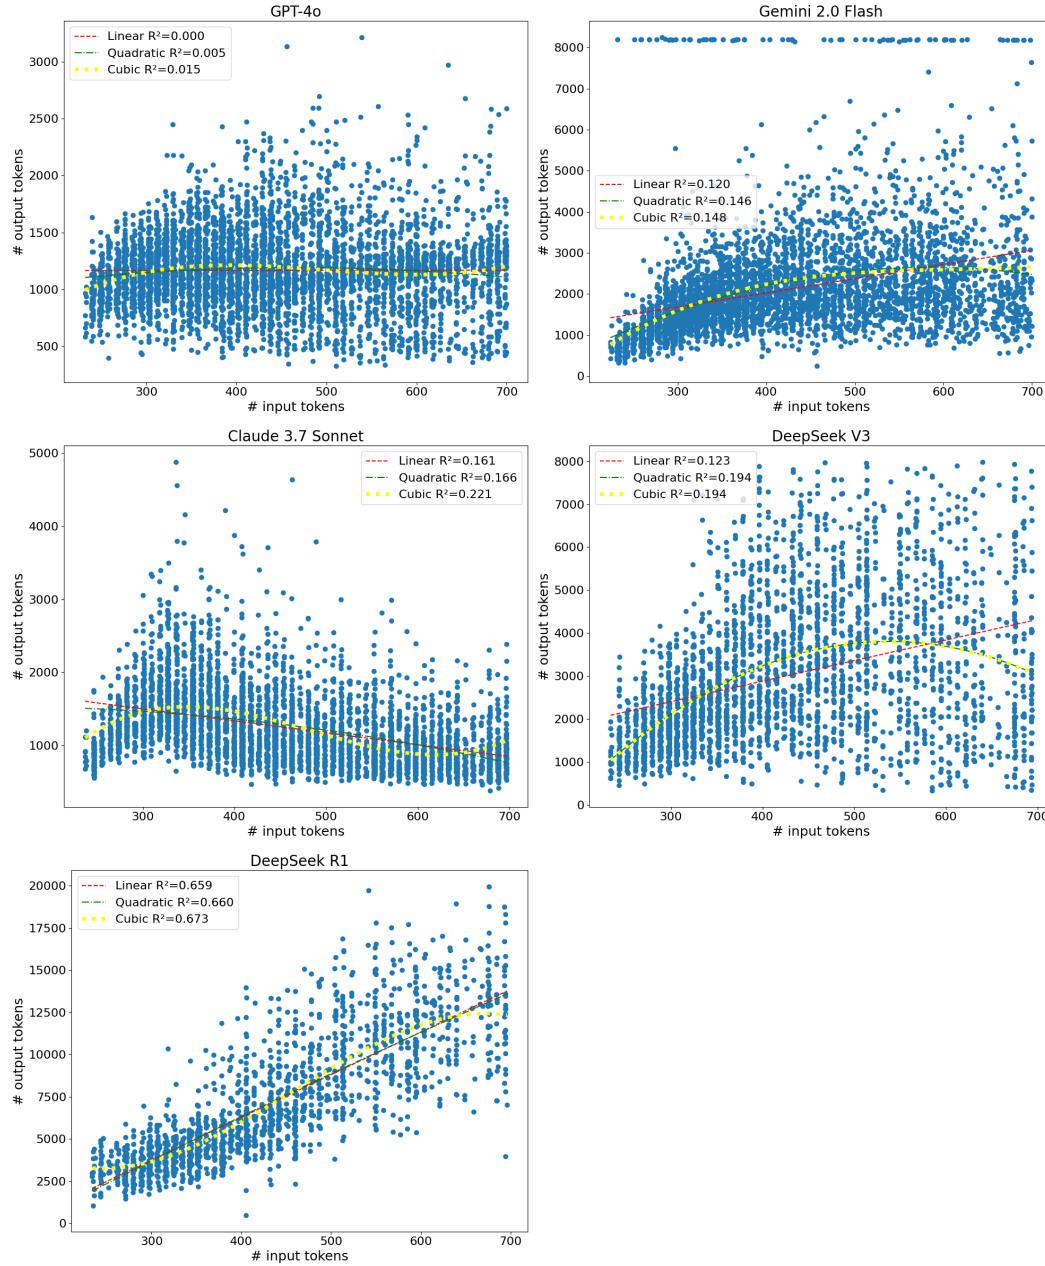 GPT-4o
Linear R²=0.000
Quadratic R²=0.005
Cubic R²=0.015
3000
2500
2000
1500
1000
500
# output tokens
300 400 500 600 700
# input tokens
Gemini 2.0 Flash
8000
7000
6000
5000
4000
3000
2000
1000
0
# output tokens
Linear R²=0.120
Quadratic R²=0.146
Cubic R²=0.148
300 400 500 600 700
# input tokens
Claude 3.7 Sonnet
Linear R²=0.161
Quadratic R²=0.166
Cubic R²=0.221
5000
4000
3000
2000
1000
# output tokens
300 400 500 600 700
# input tokens
DeepSeek V3
Linear R²=0.123
Quadratic R²=0.194
Cubic R²=0.194
8000
7000
6000
5000
4000
3000
2000
1000
0
# output tokens
300 400 500 600 700
# input tokens
DeepSeek R1
Linear R²=0.659
Quadratic R²=0.660
Cubic R²=0.673
20000
17500
15000
12500
10000
7500
5000
2500
0
# output tokens
300 400 500 600 700
# input tokens